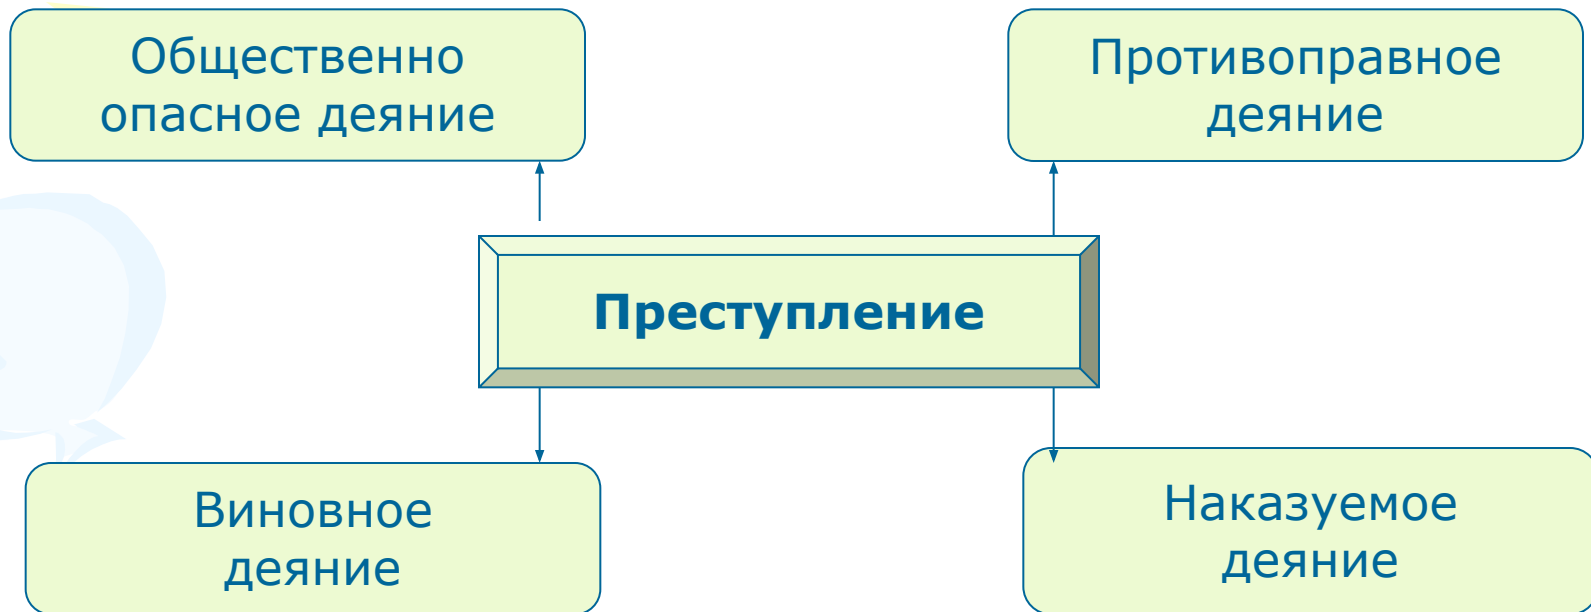 Общественно
опасное деяние
Противоправное
деяние
Преступление
Виновное
деяние
Наказуемое
деяние